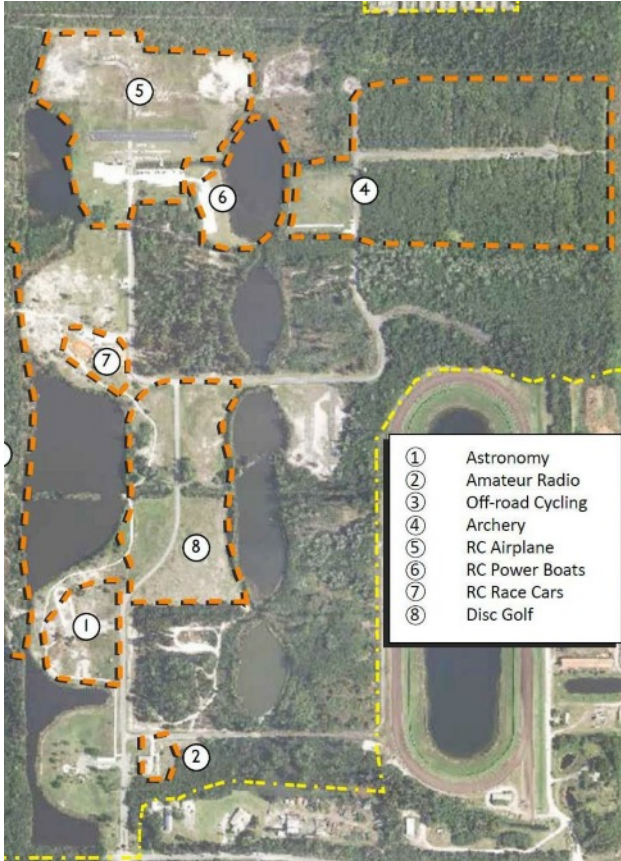 5
6
4
7
8
1
2
1 Astronomy
2 Amateur Radio
3 Off-road Cycling
4 Archery
5 RC Airplane
6 RC Power Boats
7 RC Race Cars
8 Disc Golf